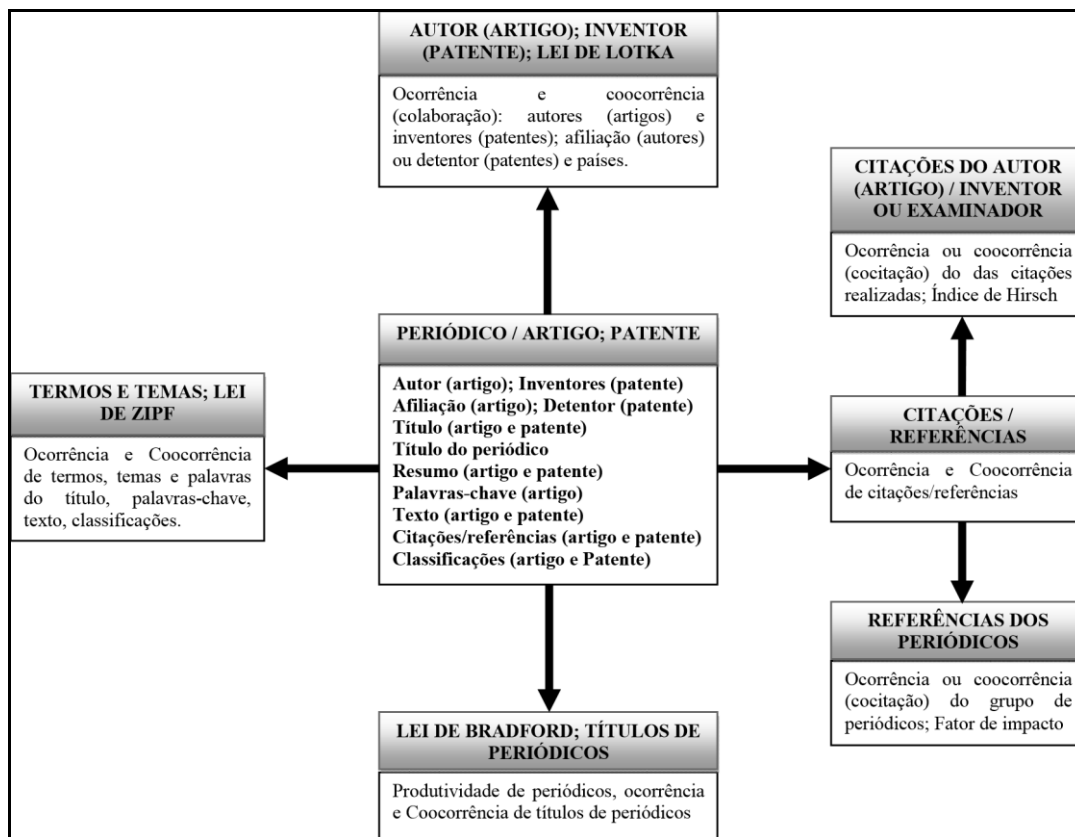 AUTOR (ARTIGO); INVENTOR
(PATENTE); LEI DE LOTKA
Ocorrência e coocorrência
(colaboração): autores (artigos) e
inventores (patentes); afiliação (autores)
ou detentor (patentes) e países.
CITAÇÕES DO AUTOR
(ARTIGO) / INVENTOR
OU EXAMINADOR
Ocorrência ou coocorrência
(cocitação) do das citações
realizadas; Índice de Hirsch
PERIÓDICO / ARTIGO; PATENTE
Autor (artigo); Inventores (patente)
Afiliação (artigo); Detentor (patente)
Título (artigo e patente)
Título do periódico
Resumo (artigo e patente)
Palavras-chave (artigo)
Texto (artigo e patente)
Citações/referências (artigo e patente)
Classificações (artigo e Patente)
TERMOS E TEMAS; LEI
DE ZIPF
Ocorrência e Coocorrência
de termos, temas e palavras
do título, palavras-chave,
texto, classificações.
CITAÇÕES /
REFERÊNCIAS
Ocorrência e Coocorrência
de citações/referências
REFERÊNCIAS DOS
PERIÓDICOS
Ocorrência ou coocorrência
(cocitação) do grupo de
periódicos; Fator de impacto
LEI DE BRADFORD; TÍTULOS DE
PERIÓDICOS
Produtividade de periódicos, ocorrência
e Coocorrência de títulos de periódicos